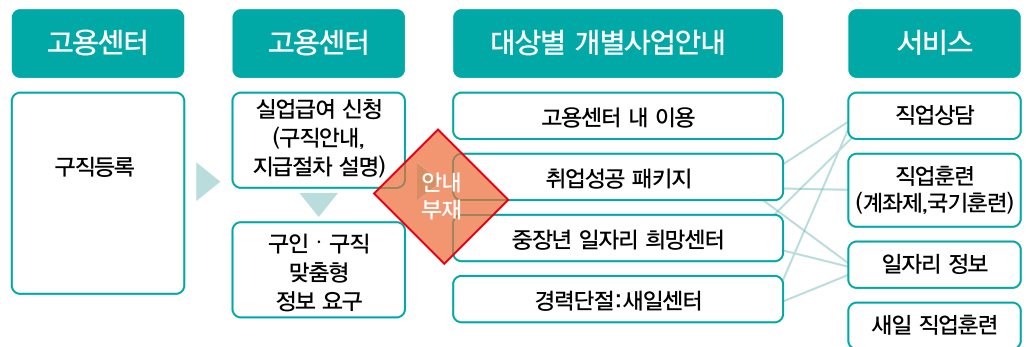 고용센터
구직등록
고용센터
실업급여 신청
(구직안내,
지급절차 설명)
구인 · 구직
맞춤형
정보 요구
안내
부재
대상별 개별사업안내
고용센터 내 이용
취업성공 패키지
중장년 일자리 희망센터
경력단절:새일센터
서비스
직업상담
직업훈련
(계좌제,국기훈련)
일자리 정보
새일 직업훈련